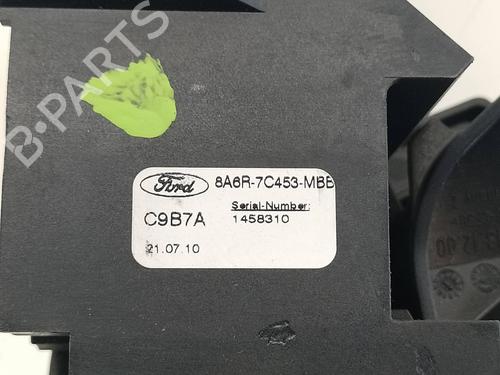 B-PARTS
Ford
8A6R-7C453-MBB
C9B7A
Serial-Number:
1458310
21.07.10